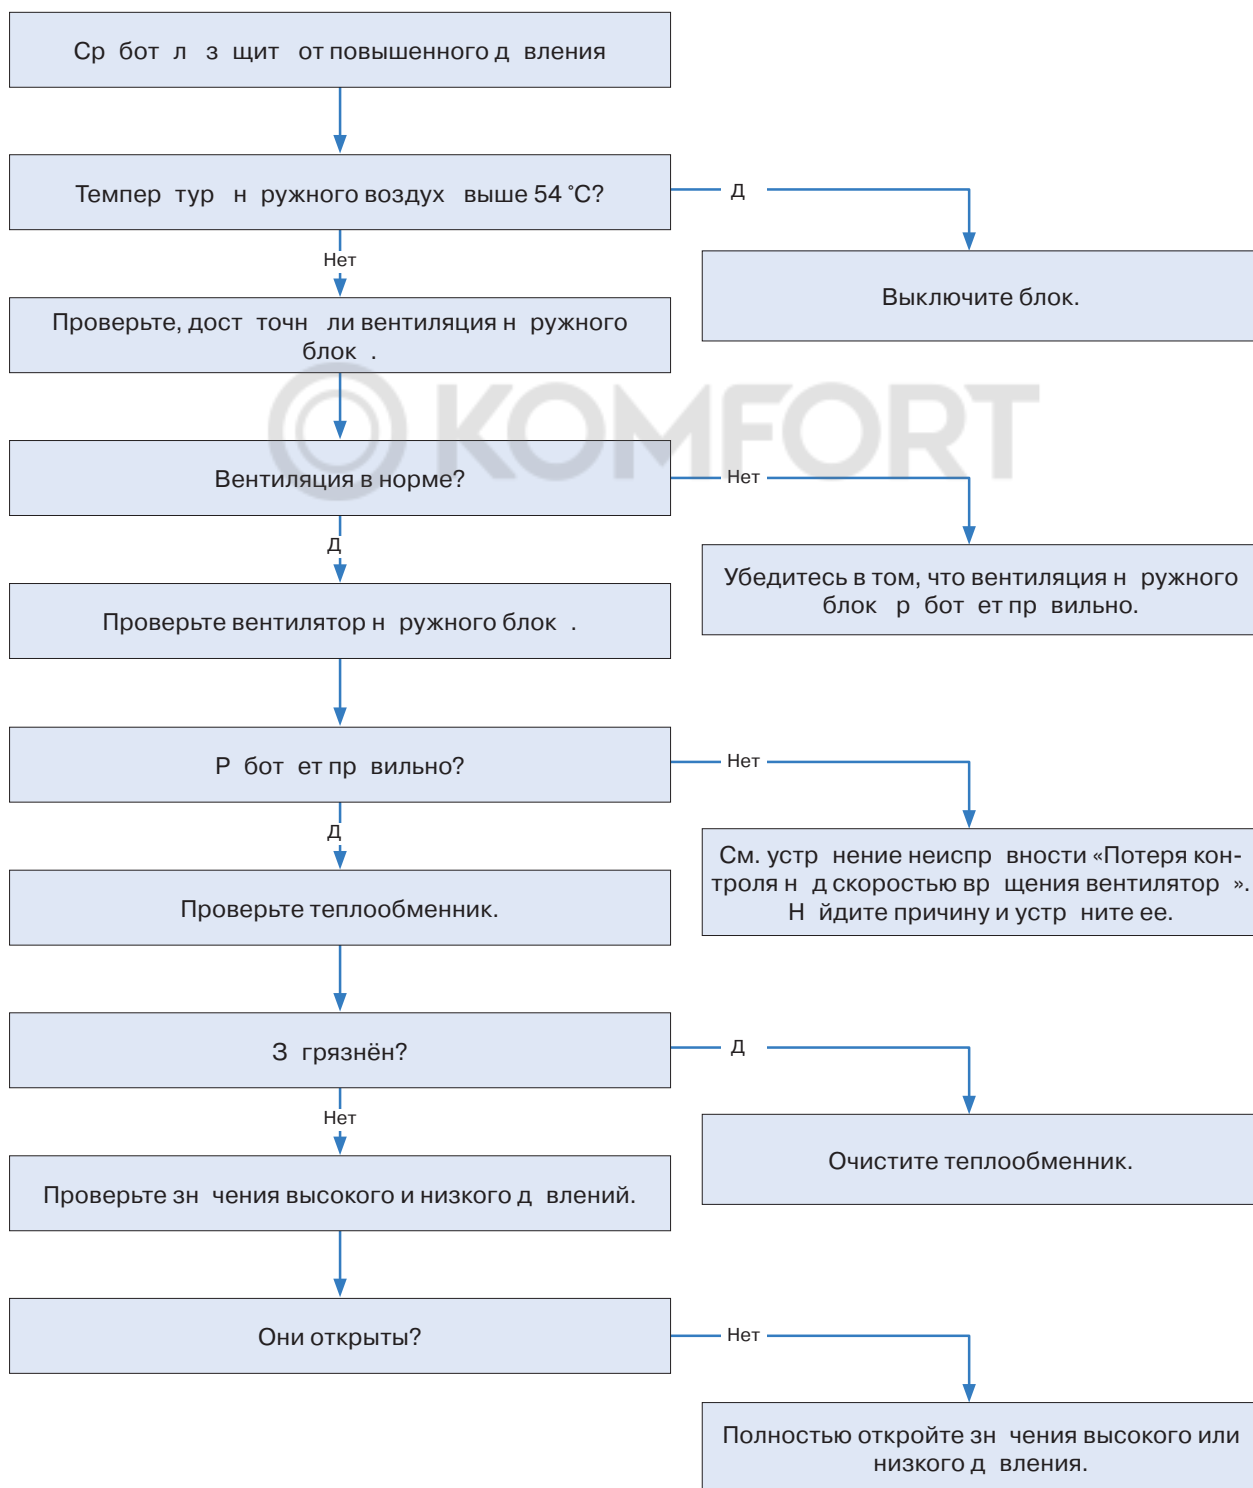 Ср бот л з щит от повышенного д вления
Темпер тур н ружного воздух выше 54 °C?
Д
Нет
Выключите блок.
Проверьте, дост точн ли вентиляция н ружного
блок .
KOMFORT
Вентиляция в норме?
Нет
Д
Убедитесь в том, что вентиляция н ружного
блок р бот ет пр вильно.
Проверьте вентилятор н ружного блок .
Р бот ет пр вильно?
Нет
Д
См. устр нение неиспр вности «Потеря кон-
троля н д скоростью вр щения вентилятор ».
Н йдите причину и устр ните ее.
Проверьте теплообменник.
З грязнён?
Д
Нет
Очистите теплообменник.
Проверьте зн чения высокого и низкого д влений.
Они открыты?
Нет
Полностью откройте зн чения высокого или
низкого д вления.